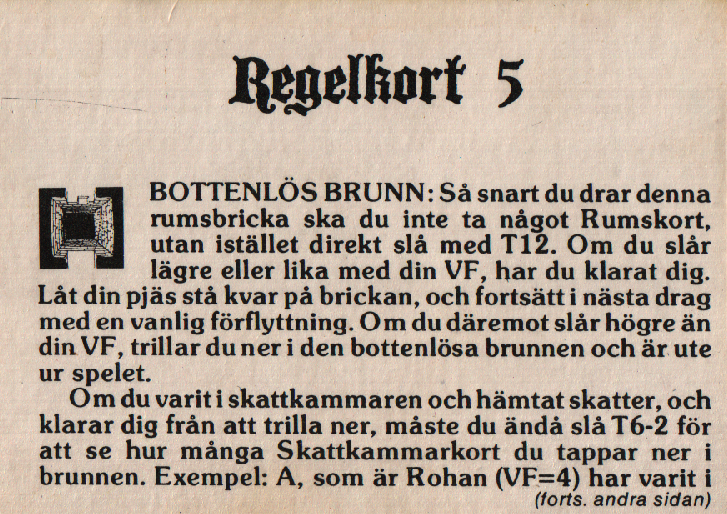 Regelkort 5
BOTTENLÖS BRUNN: Så snart du drar denna
rumsbricka ska du inte ta något Rumskort,
utan istället direkt slå med T12. Om du slår
lägre eller lika med din VF, har du klarat dig.
Låt din pjäs stå kvar på brickan, och fortsätt i nästa drag
med en vanlig förflyttning. Om du däremot slår högre än
din VF, trillar du ner i den bottenlösa brunnen och är ute
ur spelet.
Om du varit i skattkammaren och hämtat skatter, och
klarar dig från att trilla ner, måste du ändå slå T6-2 för
att se hur många Skattkammarkort du tappar ner i
brunnen. Exempel: A, som är Rohan (VF=4) har varit i
(forts. andra sidan)